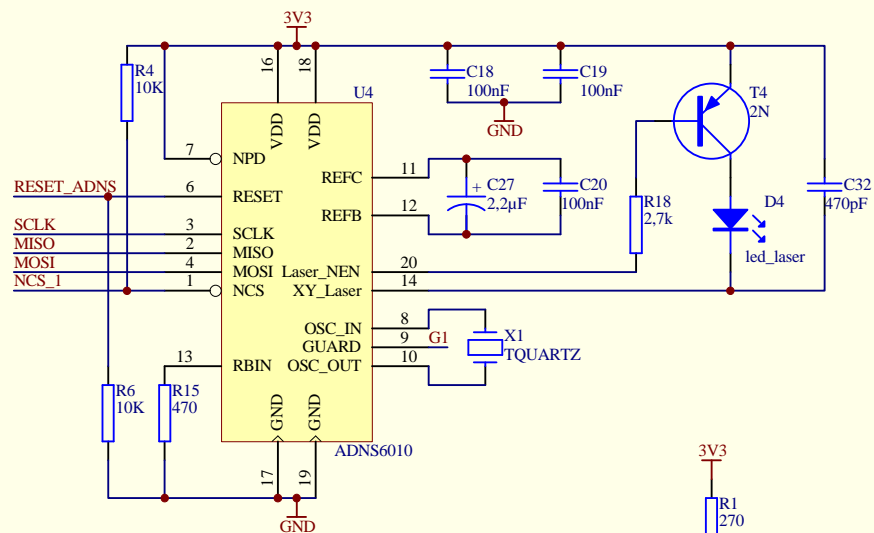 3V3
R4
10K
16
18
U4
VDD
VDD
C18
100nF
C19
100nF
GND
T4
2N
7
NPD
RESET_ADNS
6
RESET
REFC
11
C27
2,2µF
+
C20
100nF
R18
2,7k
D4
led_laser
C32
470pF
REFB
12
SCLK
3
SCLK
MISO
2
MISO
MOSI
4
MOSI
Laser_NEN
20
NCS_1
1
NCS
XY_Laser
14
OSC_IN
8
GUARD
9
G1
X1
TQUARTZ
13
RBIN
OSC_OUT
10
R6
10K
R15
470
GND
GND
ADNS6010
17
19
GND
3V3
R1
270